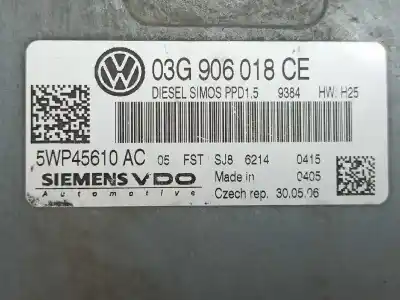 03G 906 018 CE
DIESEL SIMOS PPD1.5 9364 HW: H25
5WP45610 AC 05 FST SJ8 6214 0415
SIEMENS VDO Made in 0405
Automotive Czech rep. 30.05.06